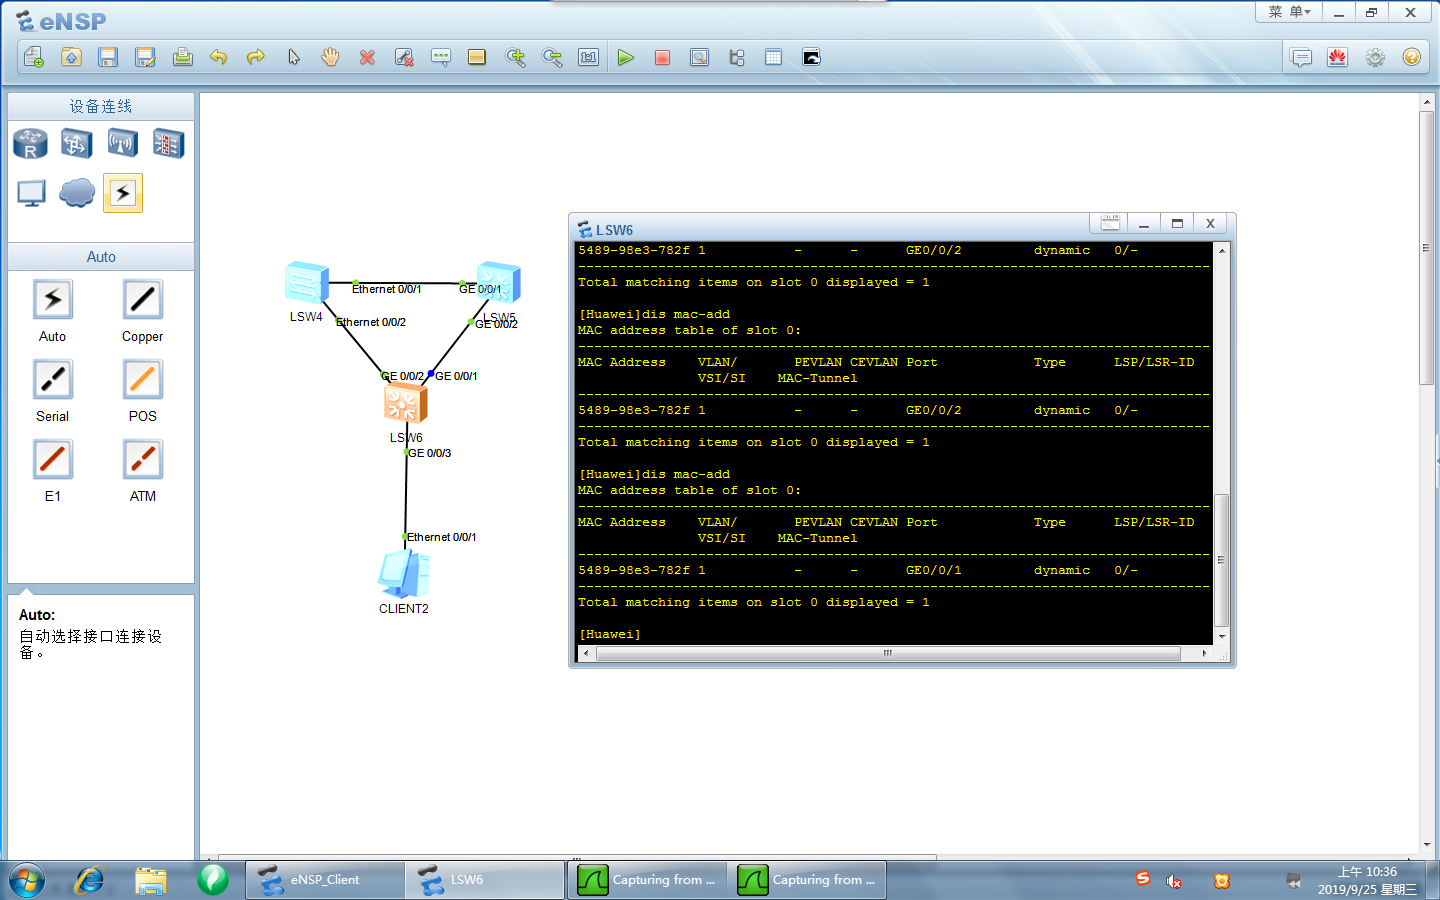 eNSP
菜 单
设备连线
R
Auto
Auto
Copper
Serial
POS
E1
ATM
Auto:
自动选择接口连接设
备。
Ethernet 0/0/1
GE 0/0/1
LSW4
LSW5
Ethernet 0/0/2
GE 0/0/2
GE 0/0/2
GE 0/0/1
LSW6
GE 0/0/3
Ethernet 0/0/1
CLIENT2
LSW6
5489-98e3-782f 1 - - GE0/0/2 dynamic 0/-
-------------------------------------------------------------------------------
Total matching items on slot 0 displayed = 1
[Huawei]dis mac-add
MAC address table of slot 0:
-------------------------------------------------------------------------------
MAC Address VLAN/ PEVLAN CEVLAN Port Type LSP/LSR-ID
VSI/SI MAC-Tunnel
-------------------------------------------------------------------------------
5489-98e3-782f 1 - - GE0/0/2 dynamic 0/-
-------------------------------------------------------------------------------
Total matching items on slot 0 displayed = 1
[Huawei]dis mac-add
MAC address table of slot 0:
-------------------------------------------------------------------------------
MAC Address VLAN/ PEVLAN CEVLAN Port Type LSP/LSR-ID
VSI/SI MAC-Tunnel
-------------------------------------------------------------------------------
5489-98e3-782f 1 - - GE0/0/1 dynamic 0/-
-------------------------------------------------------------------------------
Total matching items on slot 0 displayed = 1
[Huawei]
eNSP_Client
LSW6
Capturing from ...
Capturing from ...
上午 10:36
2019/9/25 星期三